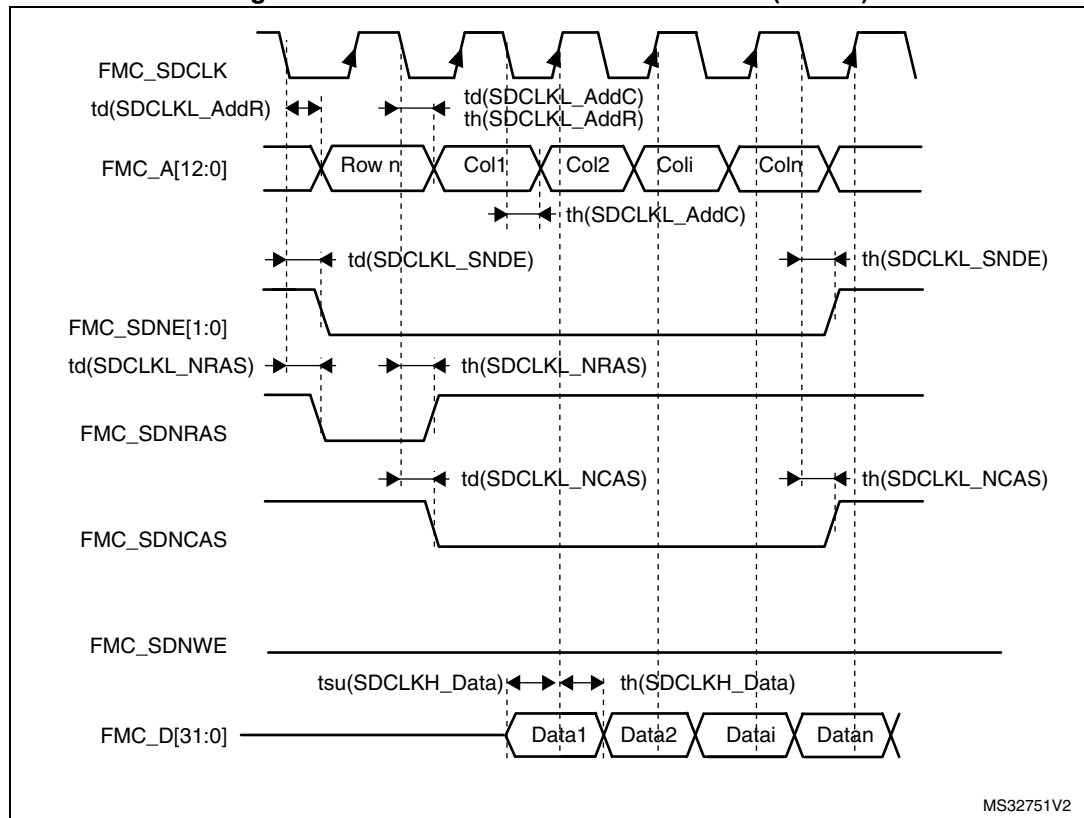 FMC_SDCLK
td(SDCLKL_AddR)
td(SDCLKL_AddC)
th(SDCLKL_AddR)
FMC_A[12:0]
Row n
Col1
Col2
Coli
Coln
th(SDCLKL_AddC)
td(SDCLKL_SNDE)
th(SDCLKL_SNDE)
FMC_SDNE[1:0]
td(SDCLKL_NRAS)
th(SDCLKL_NRAS)
FMC_SDNRAS
td(SDCLKL_NCAS)
th(SDCLKL_NCAS)
FMC_SDNCAS
FMC_SDNWE
tsu(SDCLKH_Data)
th(SDCLKH_Data)
FMC_D[31:0]
Data1
Data2
Datai
Datan
MS32751V2